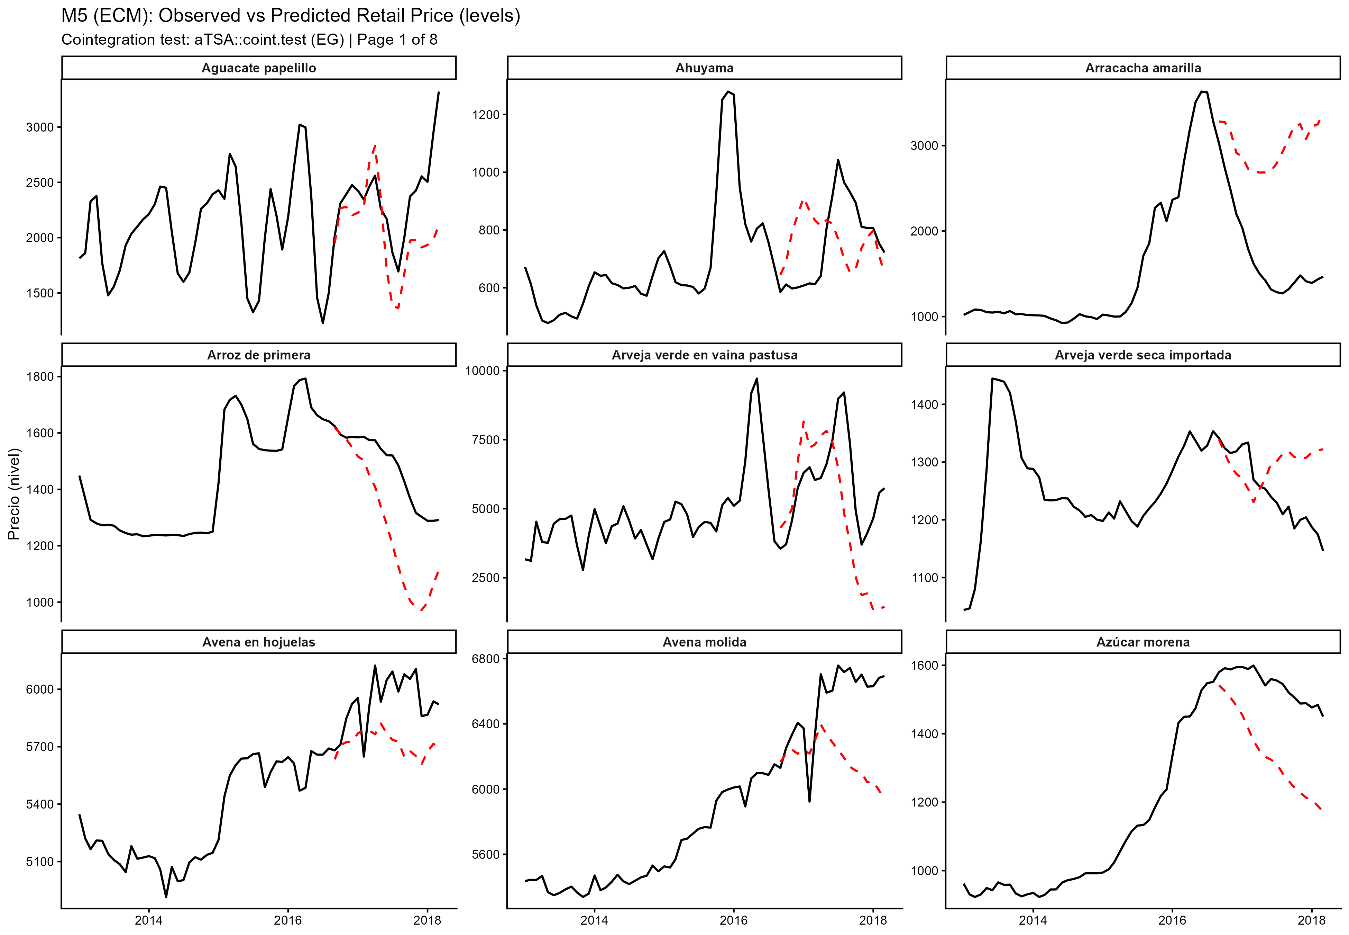 M5 (ECM): Observed vs Predicted Retail Price (levels)
Cointegration test: aTSA::coint.test (EG) | Page 1 of 8
Aguacate papelillo
Ahuyama
Arracacha amarilla
3000
2500
2000
1500
1200
1000
800
600
3000
2000
1000
Arroz de primera
Arveja verde en vaina pastusa
Arveja verde seca importada
1800
1600
1400
1200
1000
10000
7500
5000
2500
1400
1300
1200
1100
Precio (nivel)
Avena en hojuelas
Avena molida
Azúcar morena
6000
5700
5400
5100
6800
6400
6000
5600
1600
1400
1200
1000
2014 2016 2018
2014 2016 2018
2014 2016 2018